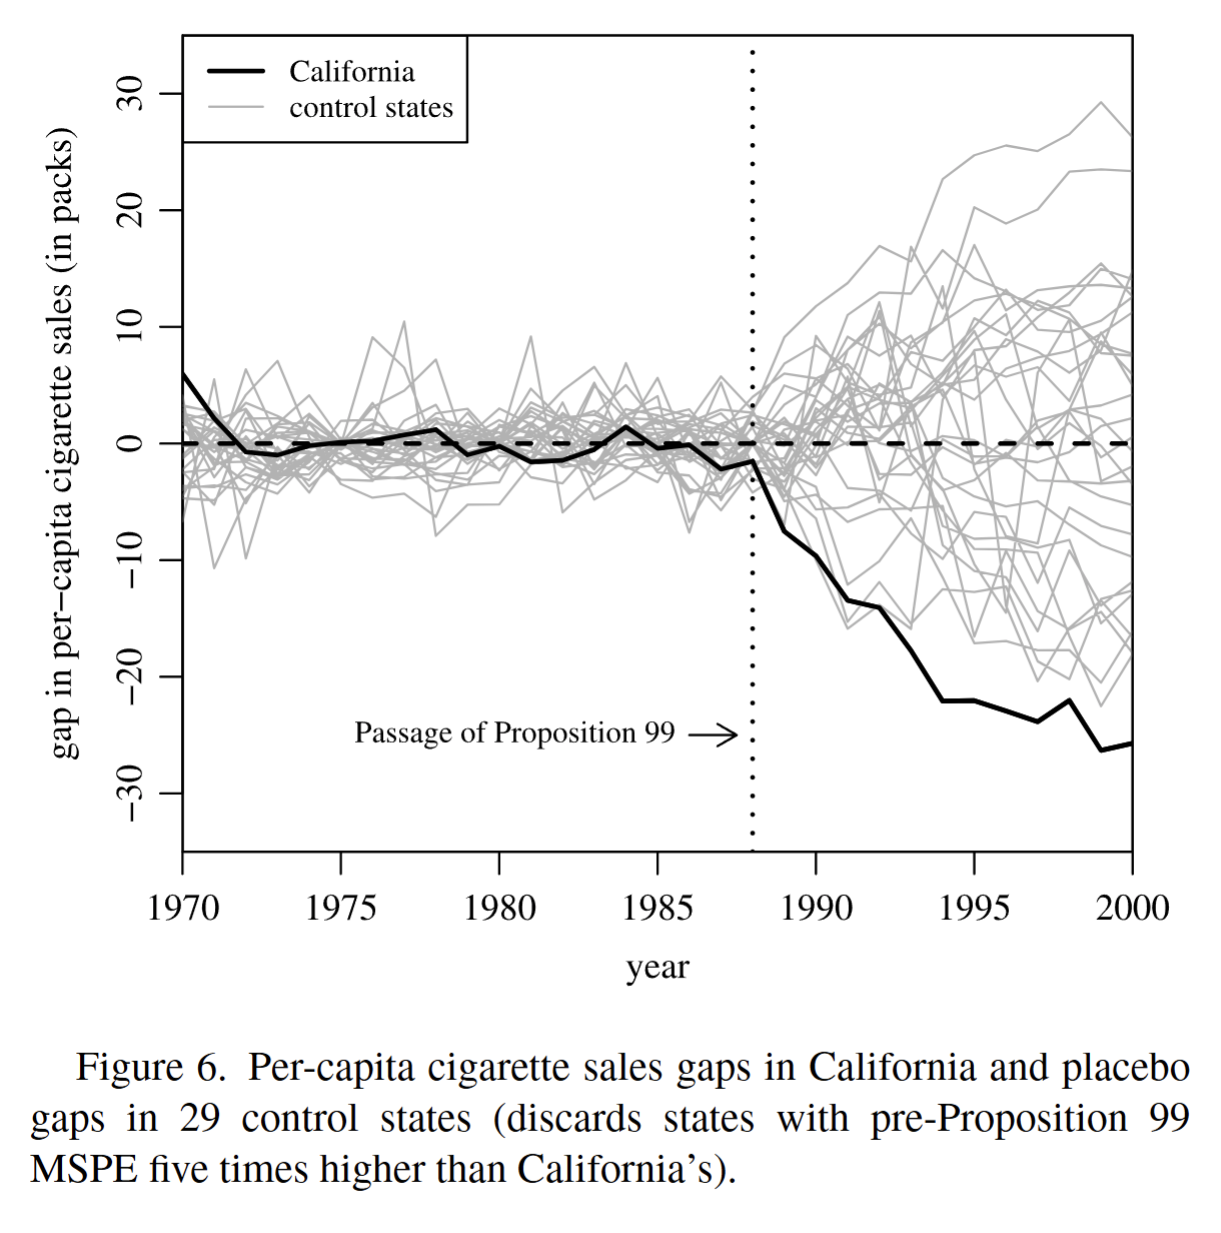 California
control states
gap in per−capita cigarette sales (in packs)
30
20
10
0
−10
−20
−30
Passage of Proposition 99
1970 1975 1980 1985 1990 1995 2000
year
Figure 6. Per-capita cigarette sales gaps in California and placebo
gaps in 29 control states (discards states with pre-Proposition 99
MSPE five times higher than California’s).